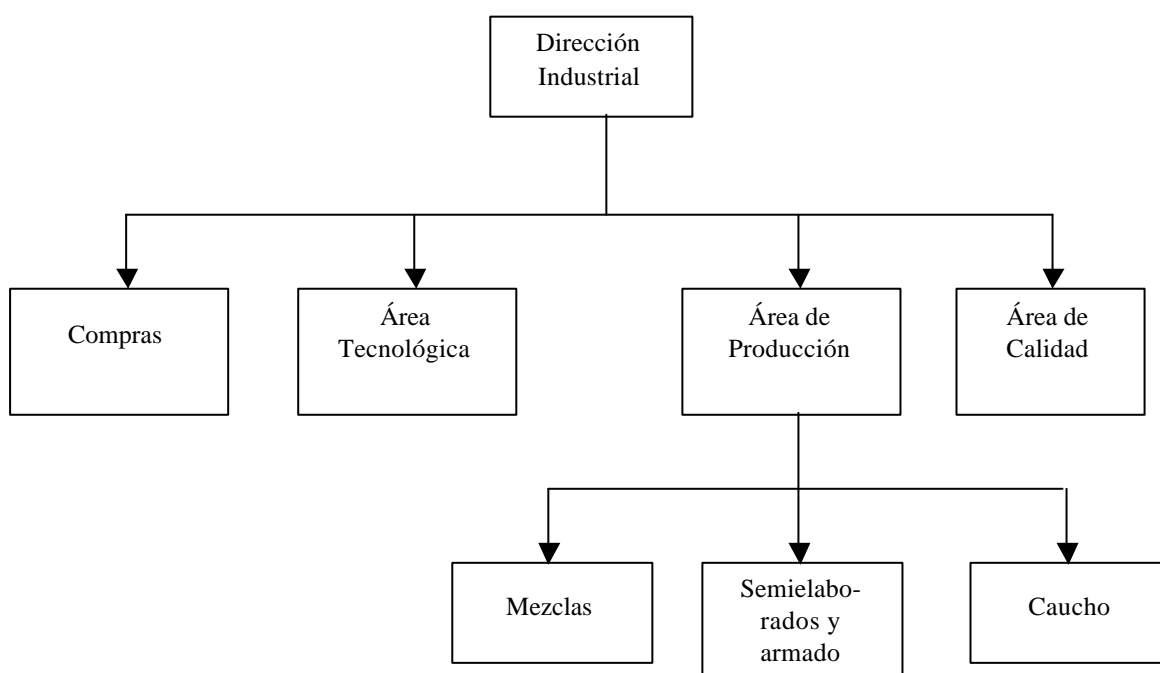 Dirección
Industrial
Compras
Área
Tecnológica
Área de
Producción
Área de
Calidad
Mezclas
Semielabo-
rados y
armado
Caucho